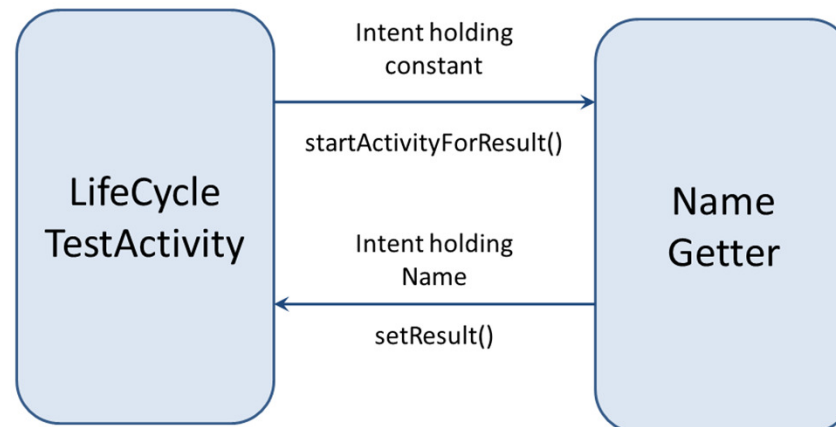 LifeCycle
TestActivity
Intent holding
constant
startActivityForResult()
Intent holding
Name
setResult()
Name
Getter